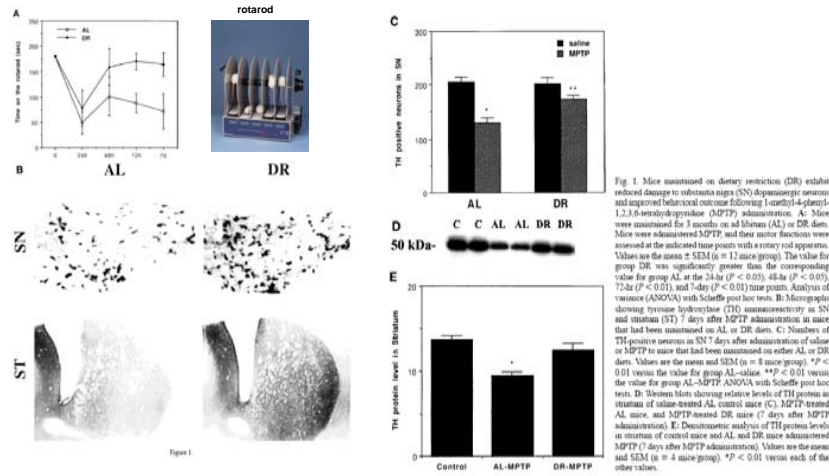 rotarod
A
250
200
150
100
50
0
Time on the rotarod (sec)
AL
DR
0
24h
48h
72h
7d
B
AL
DR
SN
ST
Figure 1.
C
300
200
100
0
TH positive neurons in SN
saline
MPTP
*
**
AL
DR
D
C C AL AL DR DR
50 kDa-
E
20
10
0
TH protein level in Striatum
*
Control
AL-MPTP
DR-MPTP
Fig. 1. Mice maintained on dietary restriction (DR) exhibit
reduced damage to substantia nigra (SN) dopaminergic neurons
and improved behavioral outcome following 1-methyl-4-phenyl-
1,2,3,6-tetrahydropyridine (MPTP) administration. A: Mice
were maintained for 3 months on ad libitum (AL) or DR diets.
Mice were administered MPTP, and their motor functions were
assessed at the indicated time points with a rotary rod apparatus.
Values are the mean ± SEM (n = 12 mice/group). The value for
group DR was significantly greater than the corresponding
value for group AL at the 24-hr (P < 0.05), 48-hr (P < 0.05),
72-hr (P < 0.01), and 7-day (P < 0.01) time points. Analysis of
variance (ANOVA) with Scheffe post hoc tests. B: Micrographs
showing tyrosine hydroxylase (TH) immunoreactivity in SN
and striatum (ST) 7 days after MPTP administration in mice
that had been maintained on AL or DR diets. C: Numbers of
TH-positive neurons in SN 7 days after administration of saline
or MPTP to mice that had been maintained on either AL or DR
diets. Values are the mean and SEM (n = 8 mice/group). *P <
0.01 versus the value for group AL–saline. **P < 0.01 versus
the value for group AL–MPTP. ANOVA with Scheffe post hoc
tests. D: Western blots showing relative levels of TH protein in
striatum of saline-treated AL control mice (C), MPTP-treated
AL mice, and MPTP-treated DR mice (7 days after MPTP
administration). E: Densitometric analysis of TH protein levels
in striatum of control mice and AL and DR mice administered
MPTP (7 days after MPTP administration). Values are the mean
and SEM (n = 4 mice/group). *P < 0.01 versus each of the
other values.